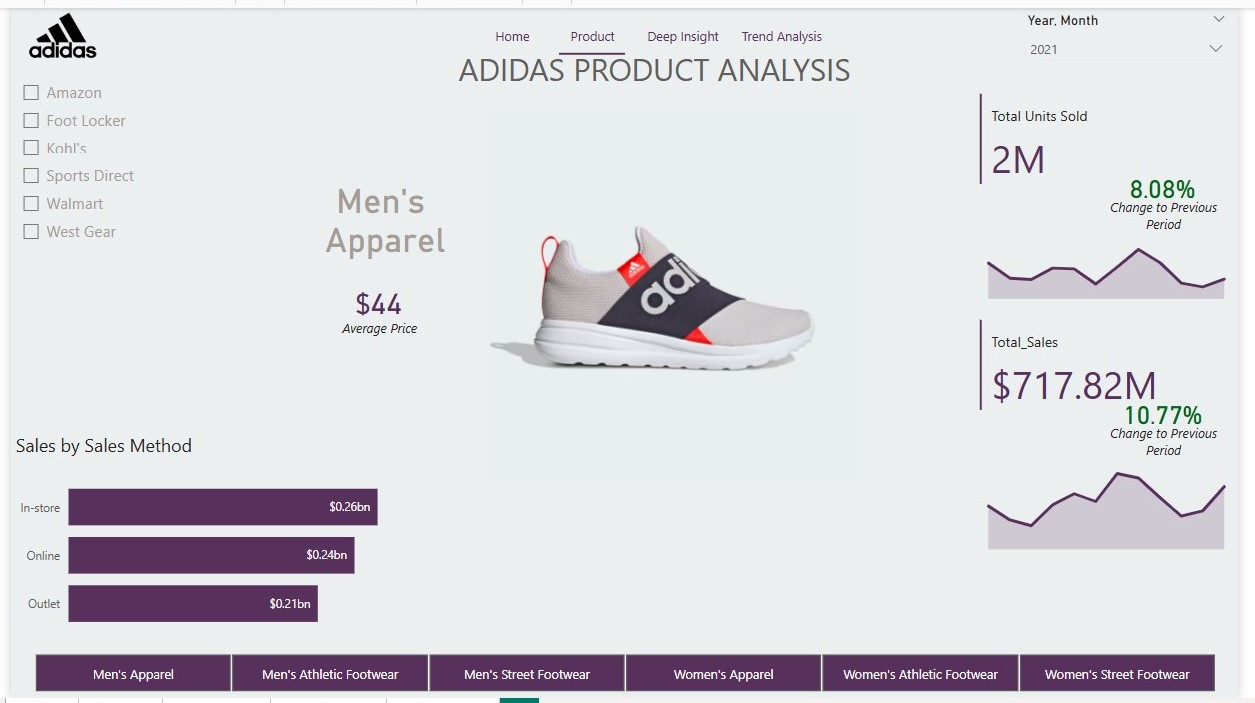 adidas
Home
Product
Deep Insight
Trend Analysis
Year, Month
2021
ADIDAS PRODUCT ANALYSIS
Amazon
Foot Locker
Kohl's
Sports Direct
Walmart
West Gear
Men's
Apparel
$44
Average Price
adi
Total Units Sold
2M
8.08%
Change to Previous
Period
Total_Sales
$717.82M
10.77%
Change to Previous
Period
Sales by Sales Method
In-store
$0.26bn
Online
$0.24bn
Outlet
$0.21bn
Men's Apparel
Men's Athletic Footwear
Men's Street Footwear
Women's Apparel
Women's Athletic Footwear
Women's Street Footwear